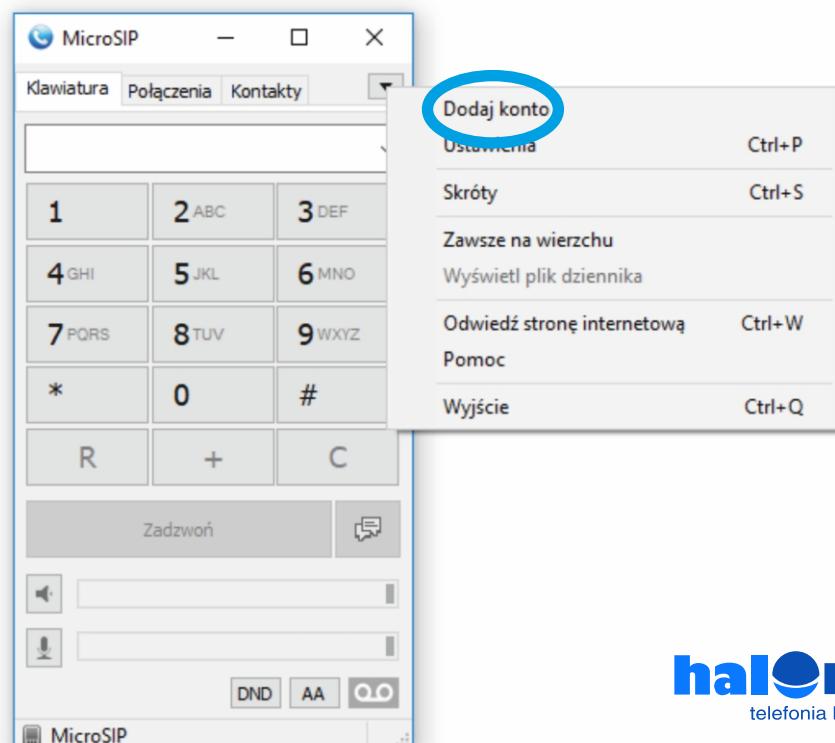 MicroSIP
Klawiatura Połączenia Kontakty
Dodaj konto
Ustawienia Ctrl+P
Skróty Ctrl+S
Zawsze na wierzchu
Wyświetl plik dziennika
Odwiedź stronę internetową Ctrl+W
Pomoc
Wyjście Ctrl+Q
1 2 ABC 3 DEF
4 GHI 5 JKL 6 MNO
7 PQRS 8 TUV 9 WXYZ
* 0 #
R + C
Zadzwoń
DND AA
MicroSIP
telefonia